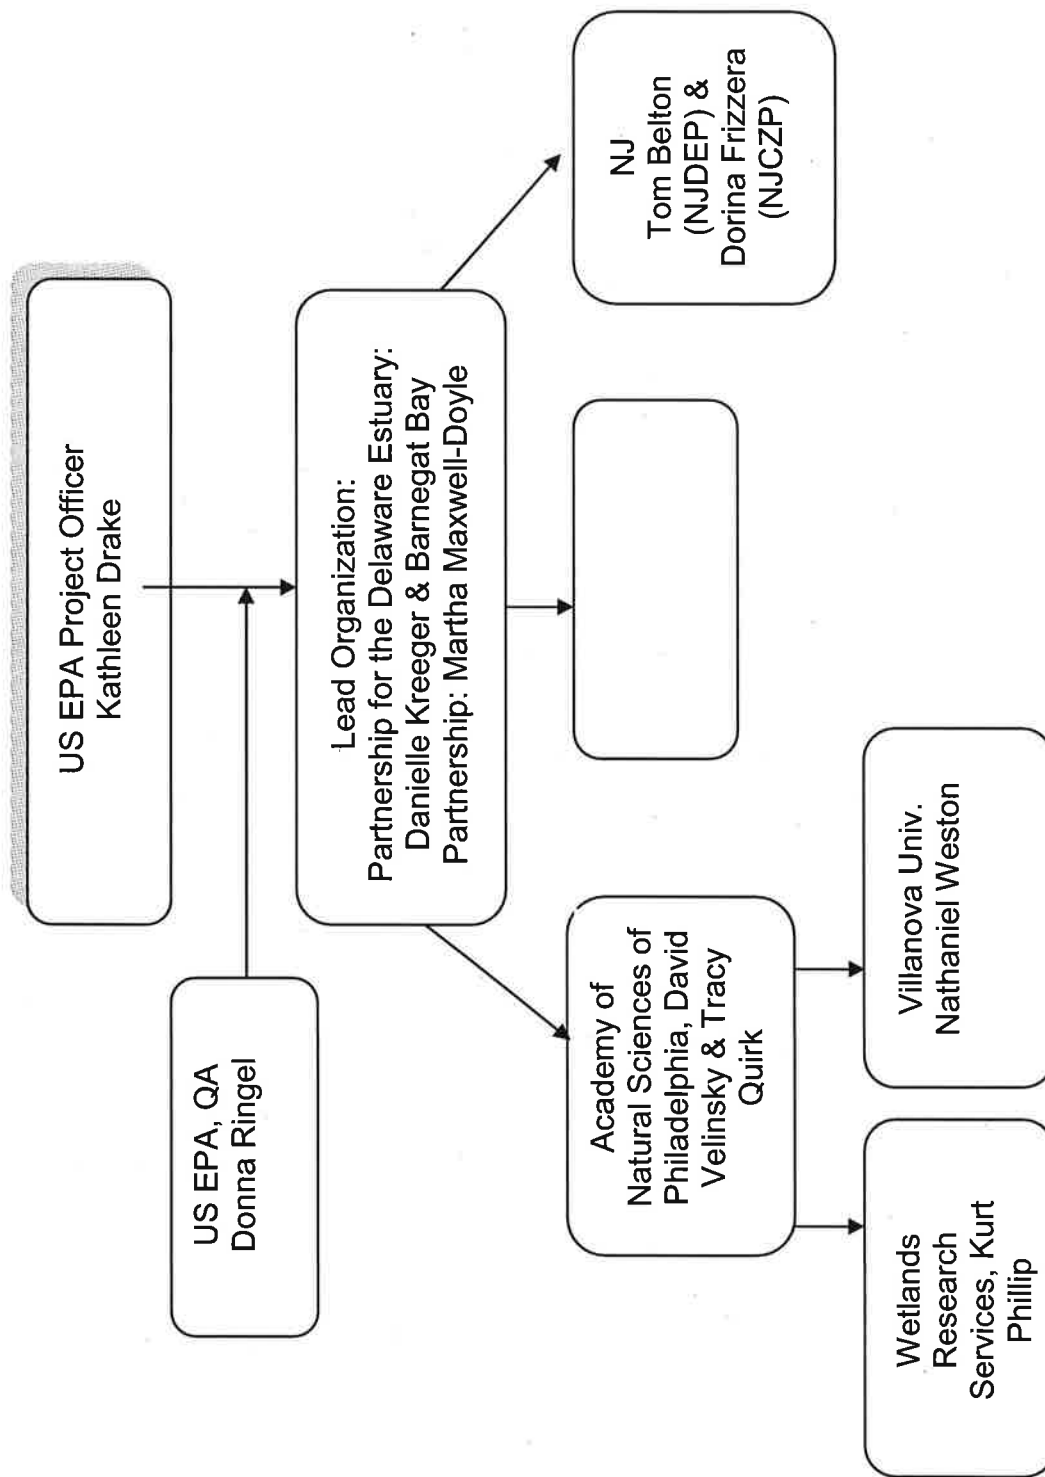 US EPA Project Officer
Kathleen Drake
US EPA, QA
Donna Ringel
Lead Organization:
Partnership for the Delaware Estuary:
Danielle Kreeger & Barnegat Bay
Partnership: Martha Maxwell-Doyle
Academy of
Natural Sciences of
Philadelphia, David
Velinsky & Tracy
Quirk
NJ
Tom Belton
(NJDEP) &
Dorina Frizzera
(NJCZP)
Wetlands
Research
Services, Kurt
Phillip
Villanova Univ.
Nathaniel Weston